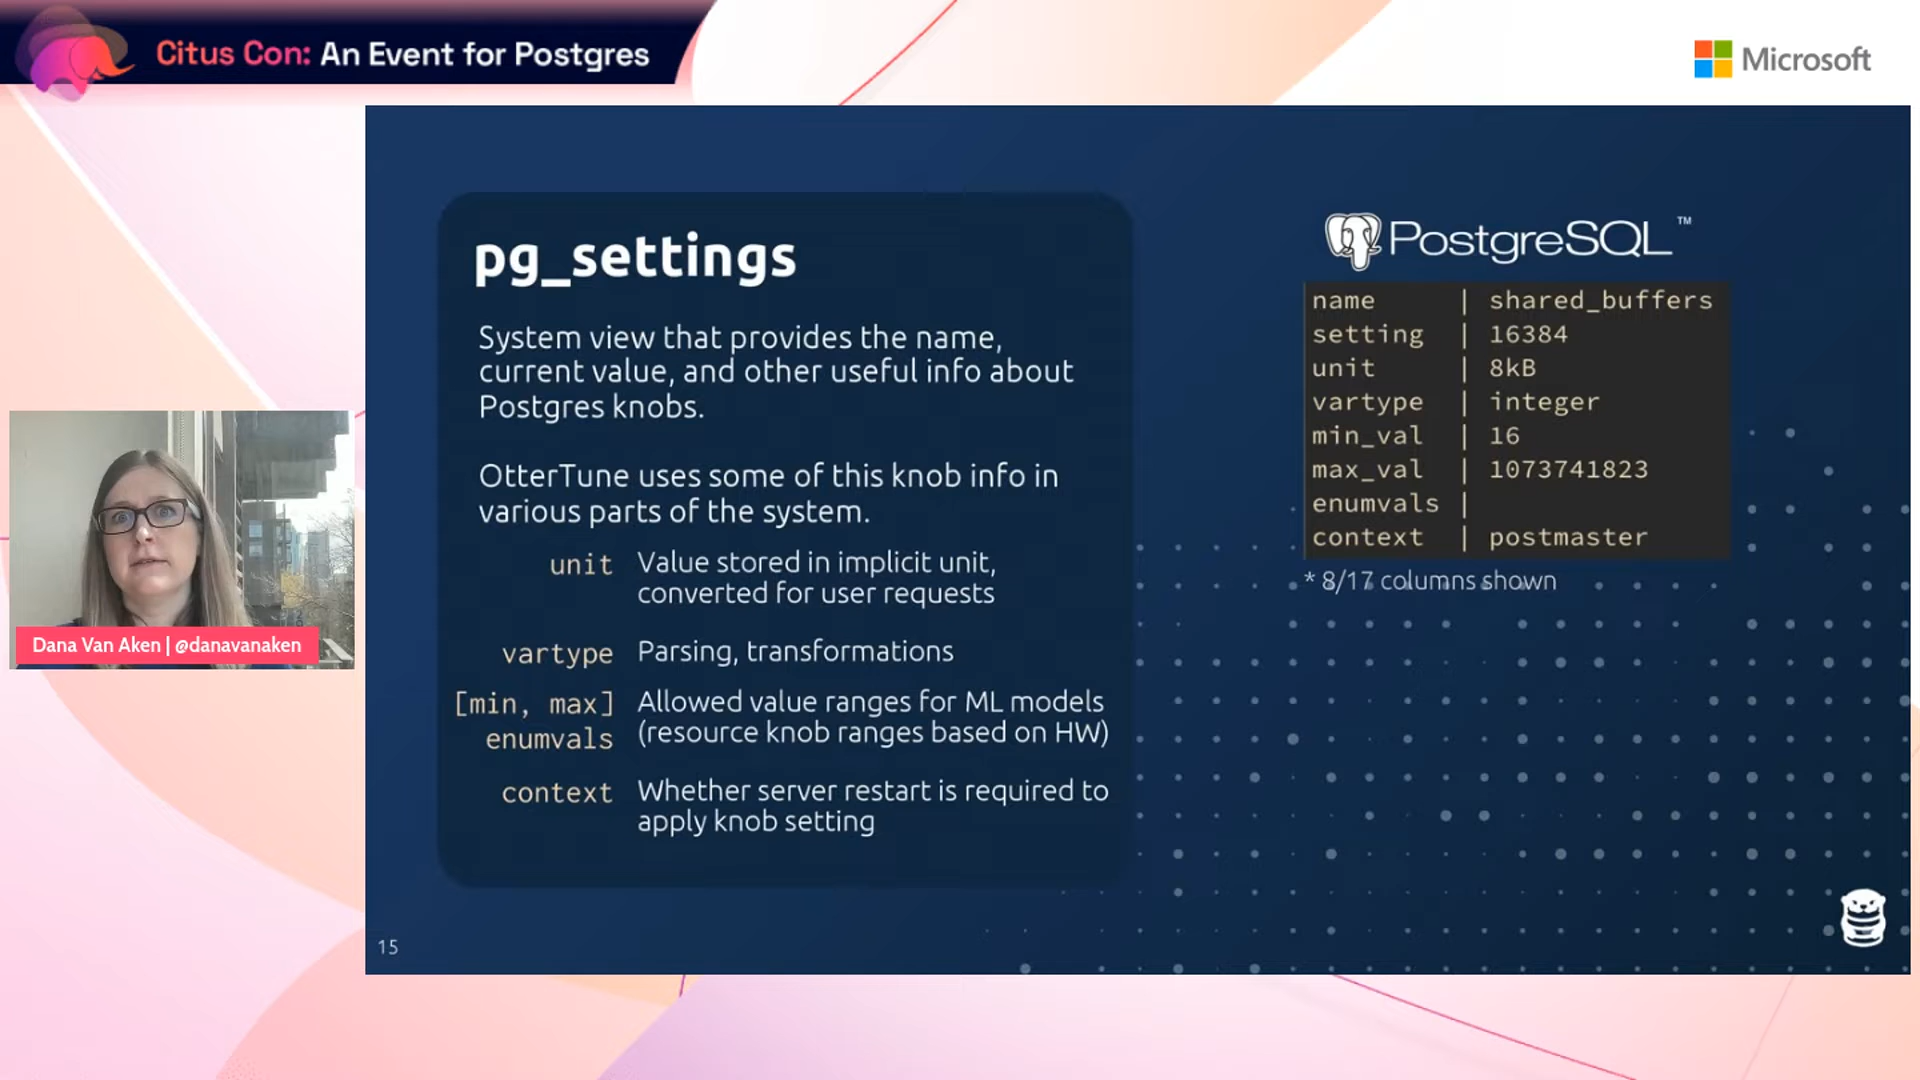 Citus Con: An Event for Postgres
Microsoft
pg_settings
System view that provides the name,
current value, and other useful info about
Postgres knobs.
OtterTune uses some of this knob info in
various parts of the system.
unit Value stored in implicit unit,
converted for user requests
vartype Parsing, transformations
[min, max] Allowed value ranges for ML models
enumvals (resource knob ranges based on HW)
context Whether server restart is required to
apply knob setting
15
PostgreSQL™
name | shared_buffers
setting | 16384
unit | 8kB
vartype | integer
min_val | 16
max_val | 1073741823
enumvals |
context | postmaster
* 8/17 columns shown
Dana Van Aken | @danavanaken